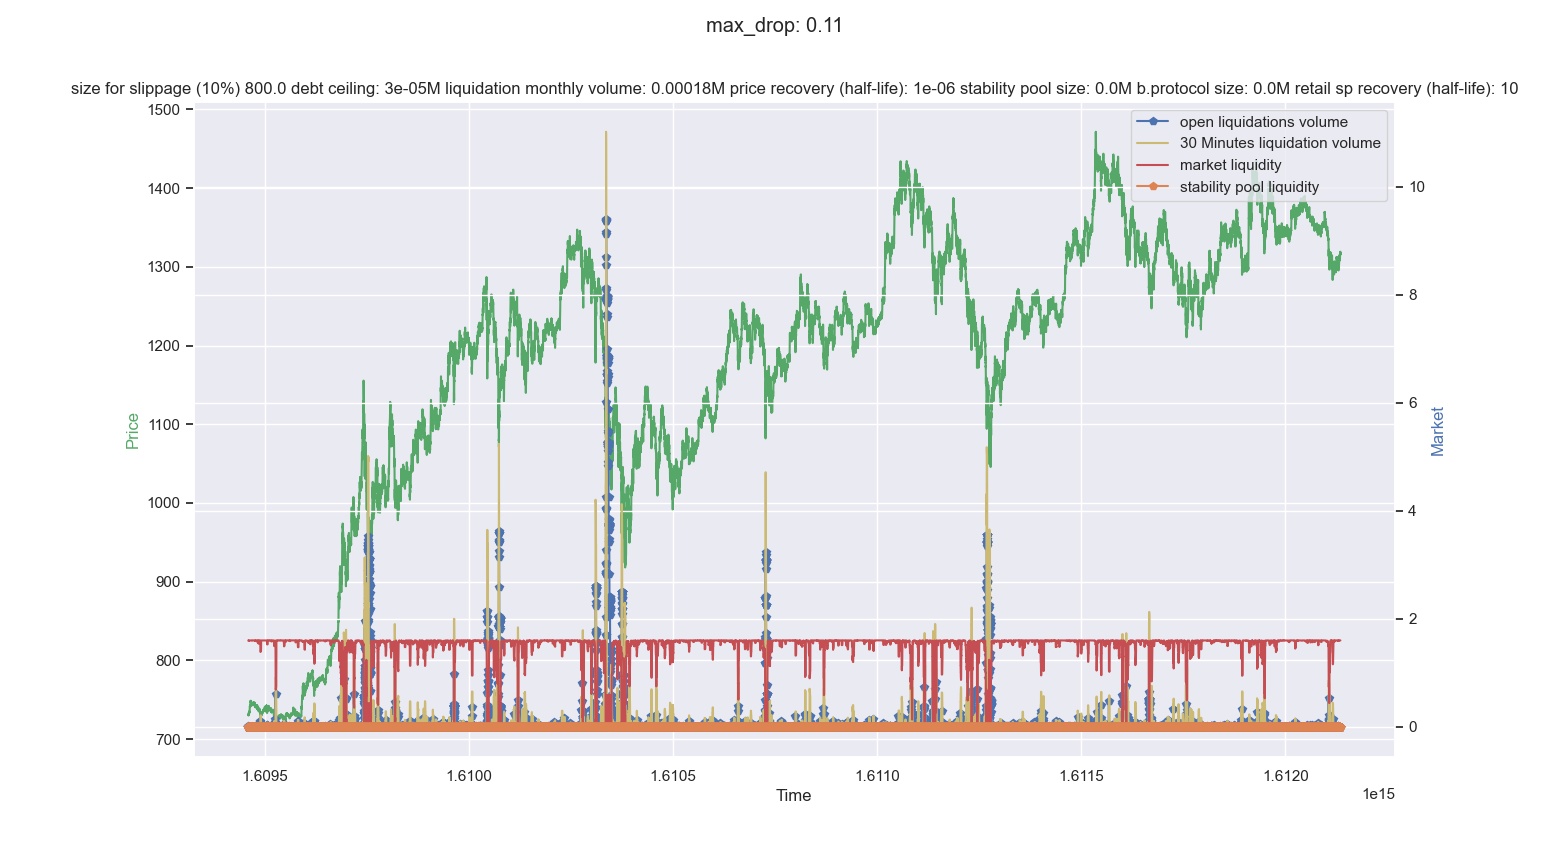 max_drop: 0.11
size for slippage (10%) 800.0 debt ceiling: 3e-05M liquidation monthly volume: 0.00018M price recovery (half-life): 1e-06 stability pool size: 0.0M b.protocol size: 0.0M retail sp recovery (half-life): 10
open liquidations volume
30 Minutes liquidation volume
market liquidity
stability pool liquidity
1500
1400
1300
1200
1100
1000
900
800
700
Price
10
8
6
4
2
0
Market
1.6095 1.6100 1.6105 1.6110 1.6115 1.6120
1e15
Time